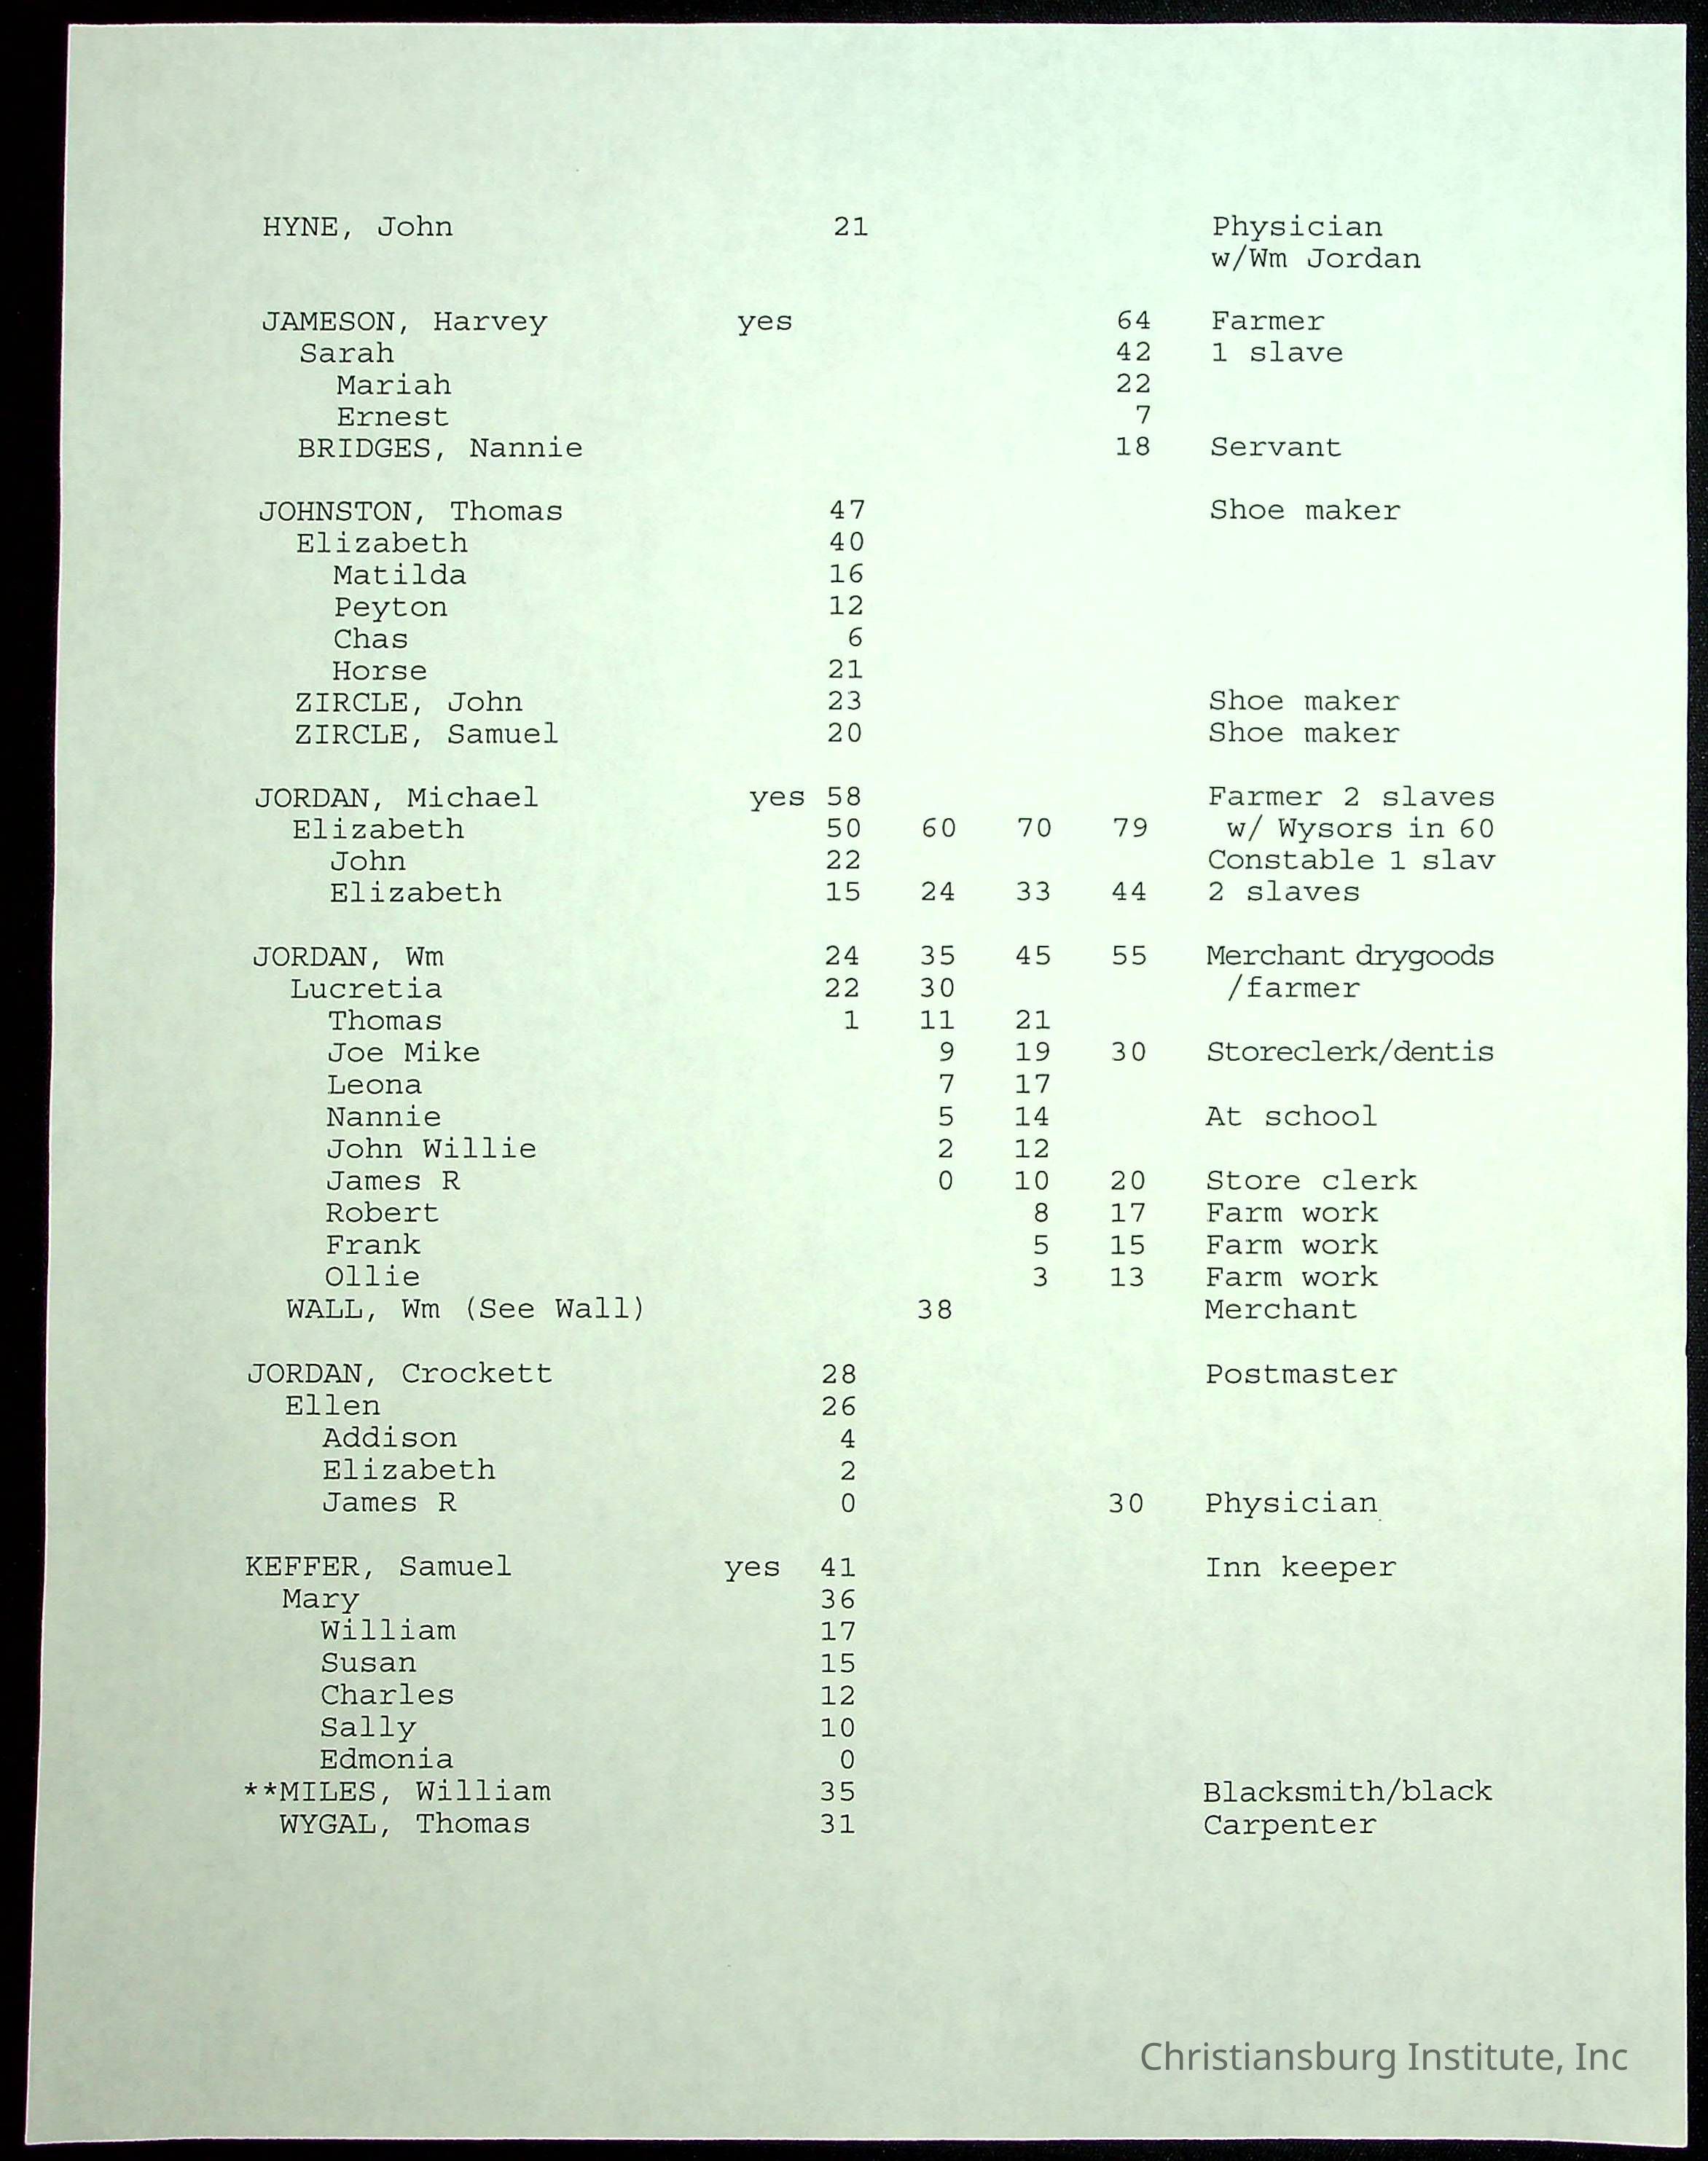 HYNE, John 21 Physician
w/Wm Jordan
JAMESON, Harvey yes 64 Farmer
Sarah 42 1 slave
Mariah 22
Ernest 7
BRIDGES, Nannie 18 Servant
JOHNSTON, Thomas 47 Shoe maker
Elizabeth 40
Matilda 16
Peyton 12
Chas 6
Horse 21
ZIRCLE, John 23 Shoe maker
ZIRCLE, Samuel 20 Shoe maker
JORDAN, Michael yes 58 Farmer 2 slaves
Elizabeth 50 60 70 79 w/ Wysors in 60
John 22 Constable 1 slav
Elizabeth 15 24 33 44 2 slaves
JORDAN, Wm 24 35 45 55 Merchant drygoods
Lucretia 22 30 /farmer
Thomas 1 11 21
Joe Mike 9 19 30 Storeclerk/dentis
Leona 7 17
Nannie 5 14 At school
John Willie 2 12
James R 0 10 20 Store clerk
Robert 8 17 Farm work
Frank 5 15 Farm work
Ollie 3 13 Farm work
WALL, Wm (See Wall) 38 Merchant
JORDAN, Crockett 28 Postmaster
Ellen 26
Addison 4
Elizabeth 2
James R 0 30 Physician
KEFFER, Samuel yes 41 Inn keeper
Mary 36
William 17
Susan 15
Charles 12
Sally 10
Edmonia 0
**MILES, William 35 Blacksmith/black
WYGAL, Thomas 31 Carpenter
Christiansburg Institute, Inc